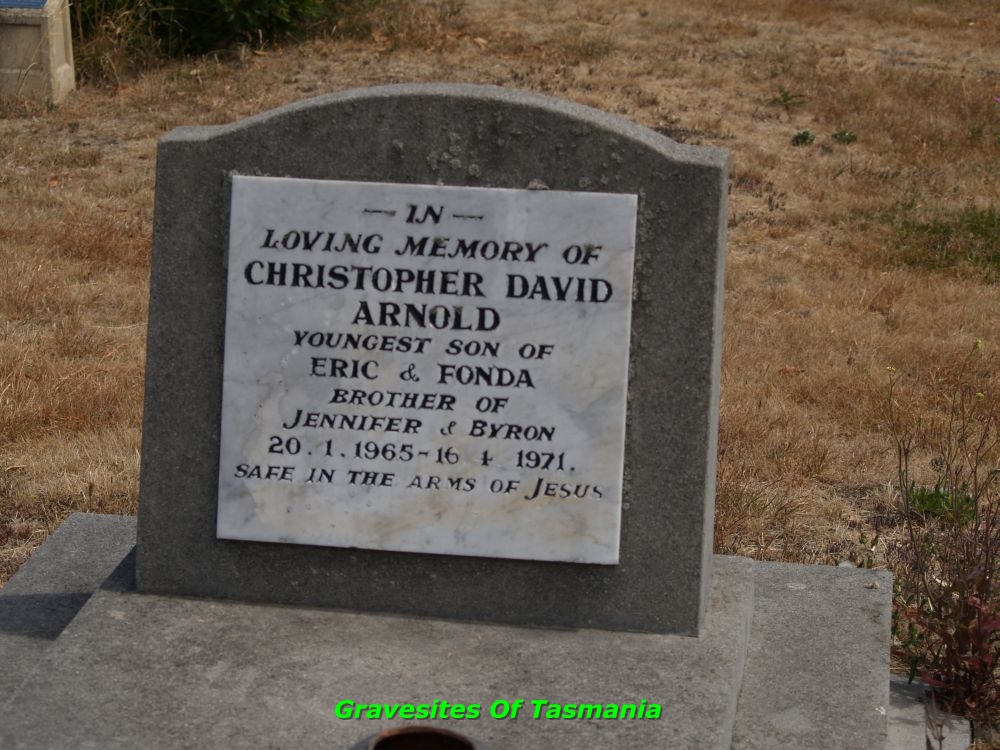 — IN —
LOVING MEMORY OF
CHRISTOPHER DAVID
ARNOLD
YOUNGEST SON OF
ERIC & FONDA
BROTHER OF
JENNIFER & BYRON
20.1.1965-16 4 1971.
SAFE IN THE ARMS OF JESUS
Gravesites Of Tasmania